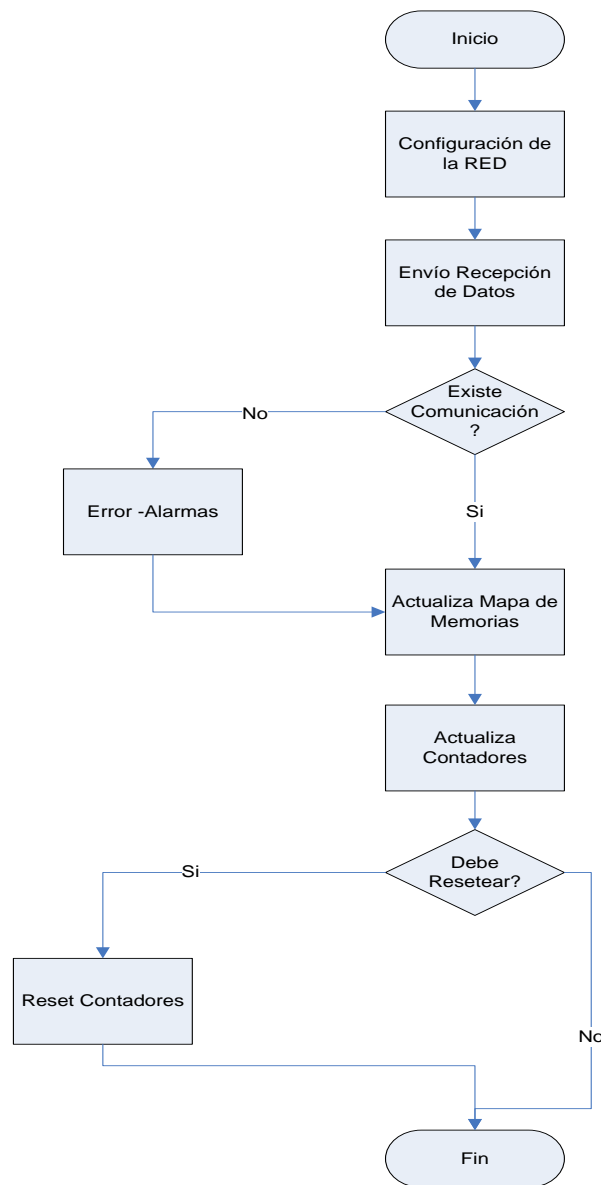 Inicio
Configuración de
la RED
Envío Recepción
de Datos
Existe
Comunicación
?
No
Error -Alarmas
Si
Actualiza Mapa de
Memorias
Actualiza
Contadores
Debe
Resetear?
Si
Reset Contadores
No
Fin